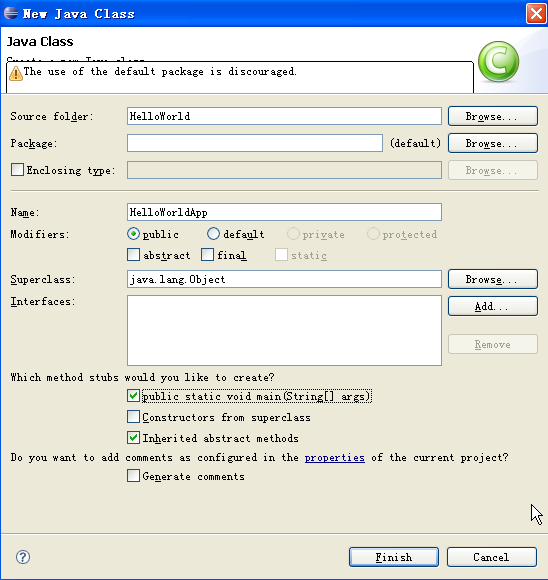 New Java Class
Java Class
Create a new Java class.
The use of the default package is discouraged.
Source folder: HelloWorld Browse...
Package: (default) Browse...
Enclosing type: Browse...
Name: HelloWorldApp
Modifiers: public default private protected
abstract final static
Superclass: java.lang.Object Browse...
Interfaces: Add...
Remove
Which method stubs would you like to create?
public static void main(String[] args)
Constructors from superclass
Inherited abstract methods
Do you want to add comments as configured in the properties of the current project?
Generate comments
? Finish Cancel